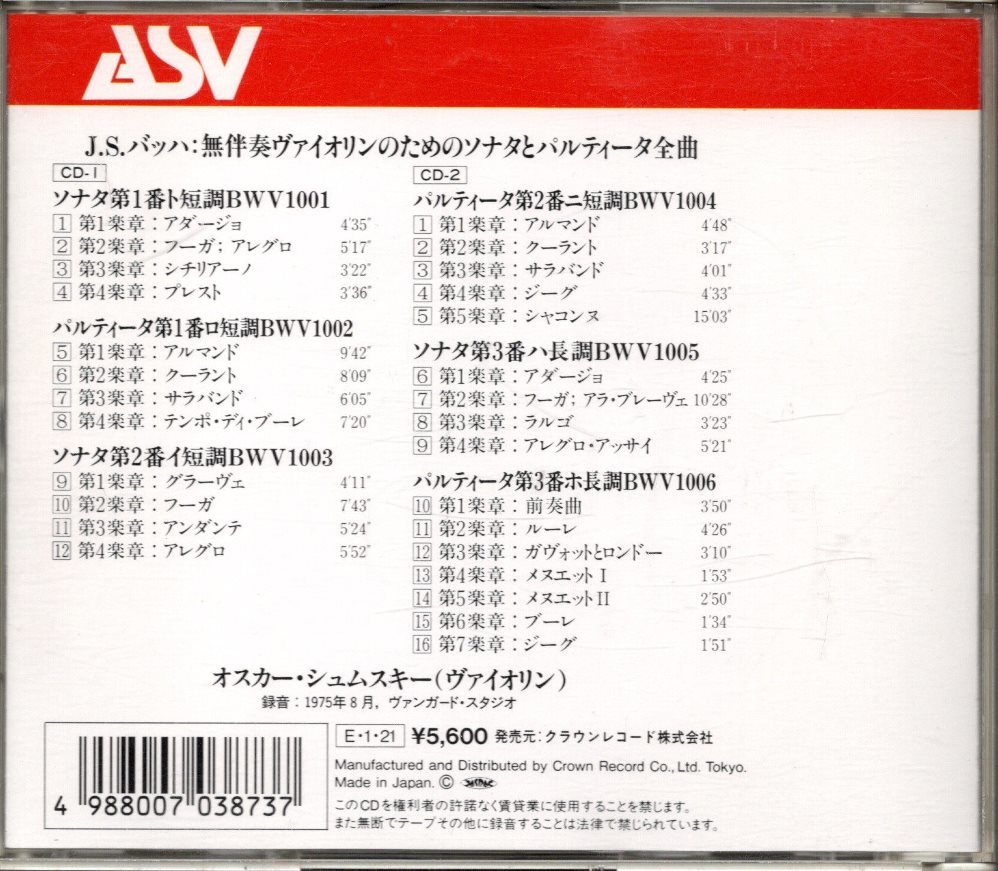 ASV
J.S.バッハ：無伴奏ヴァイオリンのためのソナタとパルティータ全曲
CD-1
ソナタ第1番ト短調BWV1001
1 第1楽章：アダージョ 4'35"
2 第2楽章：フーガ；アレグロ 5'17"
3 第3楽章：シチリアーノ 3'22"
4 第4楽章：プレスト 3'36"
パルティータ第1番ロ短調BWV1002
5 第1楽章：アルマンド 9'42"
6 第2楽章：クーラント 8'09"
7 第3楽章：サラバンド 6'05"
8 第4楽章：テンポ・ディ・ブーレ 7'20"
ソナタ第2番イ短調BWV1003
9 第1楽章：グラーヴェ 4'11"
10 第2楽章：フーガ 7'43"
11 第3楽章：アンダンテ 5'24"
12 第4楽章：アレグロ 5'52"
CD-2
パルティータ第2番ニ短調BWV1004
1 第1楽章：アルマンド 4'48"
2 第2楽章：クーラント 3'17"
3 第3楽章：サラバンド 4'01"
4 第4楽章：ジーグ 4'33"
5 第5楽章：シャコンヌ 15'03"
ソナタ第3番ハ長調BWV1005
6 第1楽章：アダージョ 4'25"
7 第2楽章：フーガ；アラ・ブレーヴェ 10'28"
8 第3楽章：ラルゴ 3'23"
9 第4楽章：アレグロ・アッサイ 5'21"
パルティータ第3番ホ長調BWV1006
10 第1楽章：前奏曲 3'50"
11 第2楽章：ルーレ 4'26"
12 第3楽章：ガヴォットとロンドー 3'10"
13 第4楽章：メヌエットI 1'53"
14 第5楽章：メヌエットII 2'50"
15 第6楽章：ブーレ 1'34"
16 第7楽章：ジーグ 1'51"
オスカー・シュムスキー(ヴァイオリン)
録音：1975年8月，ヴァンガード・スタジオ
E・1・21 ¥5,600 発売元：クラウンレコード株式会社
Manufactured and Distributed by Crown Record Co., Ltd. Tokyo.
Made in Japan. ©
このCDを権利者の許諾なく賃貸業に使用することを禁じます。
また無断でテープその他に録音することは法律で禁じられています。
4 988007 038737